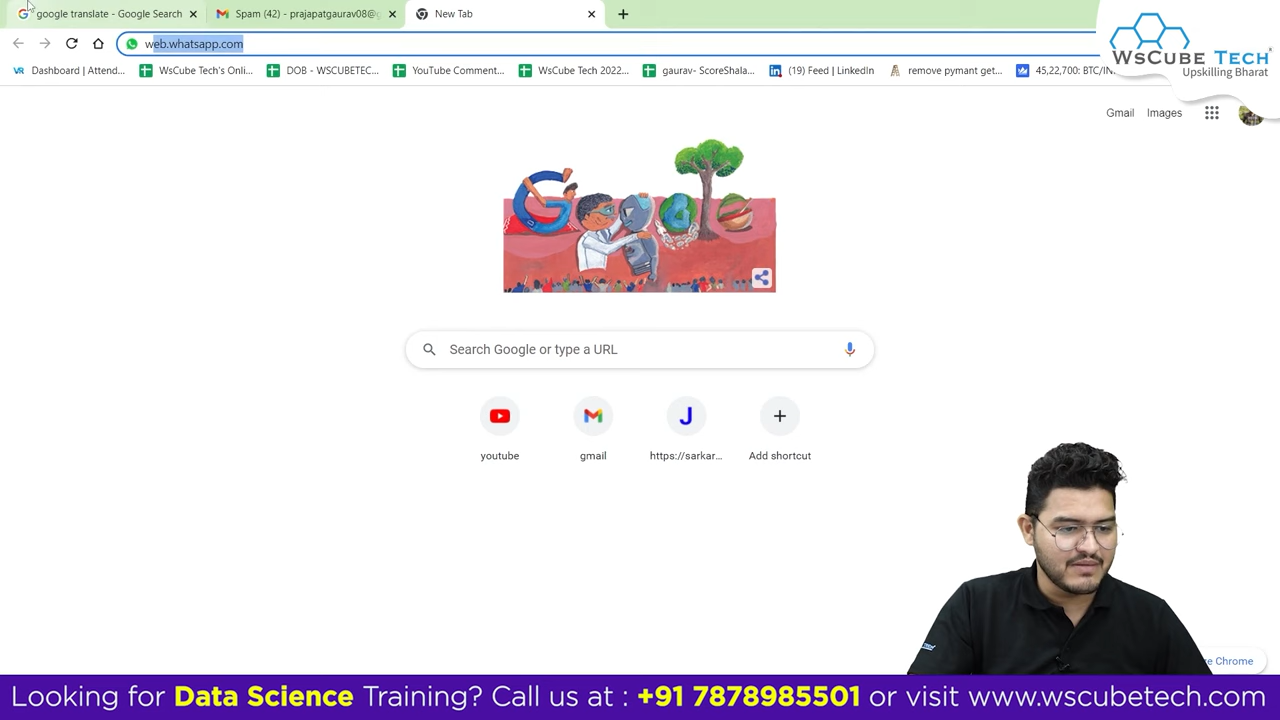 google translate - Google Search
Spam (42) - prajapatgaurav08@g
New Tab
web.whatsapp.com
Dashboard | Attend...
WsCube Tech's Onli...
DOB - WSCUBETEC...
YouTube Comment...
WsCube Tech 2022...
gaurav- ScoreShala...
(19) Feed | LinkedIn
remove pymant get...
45,22,700: BTC/IN
WsCube Tech
Upskilling Bharat
Gmail
Images
Google
Search Google or type a URL
youtube
gmail
https://sarkar...
Add shortcut
Chrome
Looking for Data Science Training? Call us at : +91 7878985501 or visit www.wscubetech.com